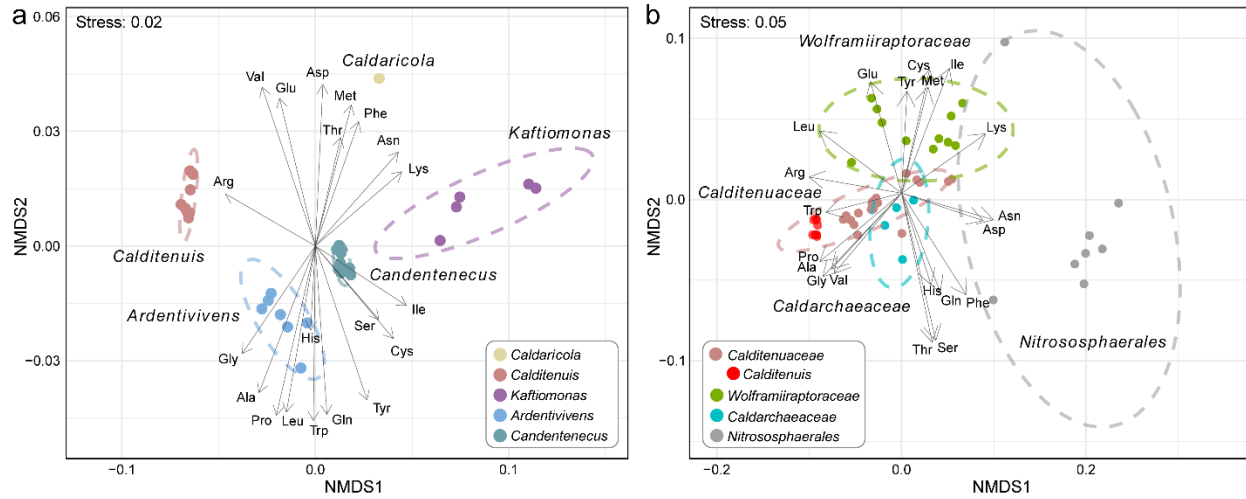 a
Stress: 0.02
0.06
0.03
0.00
−0.03
NMDS2
Val
Glu
Asp
Met
Phe
Thr
Asn
Lys
Arg
Caldaricola
Kaftiomonas
Calditenuis
Candentenecus
Ardentivivens
Ile
Ser
Cys
His
Gly
Ala
Pro
Leu
Trp
Gln
Tyr
Caldaricola
Calditenuis
Kaftiomonas
Ardentivivens
Candentenecus
−0.1
0.0
0.1
NMDS1
b
Stress: 0.05
0.1
0.0
−0.1
NMDS2
Wolframiiraptoraceae
Glu
Cys
Tyr
Met
Ile
Leu
Lys
Arg
Calditenuaceae
Trp
Asn
Asp
Pro
Ala
Gly
Val
His
Gln
Phe
Caldarchaeaceae
Thr
Ser
Nitrososphaerales
Calditenuaceae
Calditenuis
Wolframiiraptoraceae
Caldarchaeaceae
Nitrososphaerales
−0.2
0.0
0.2
NMDS1